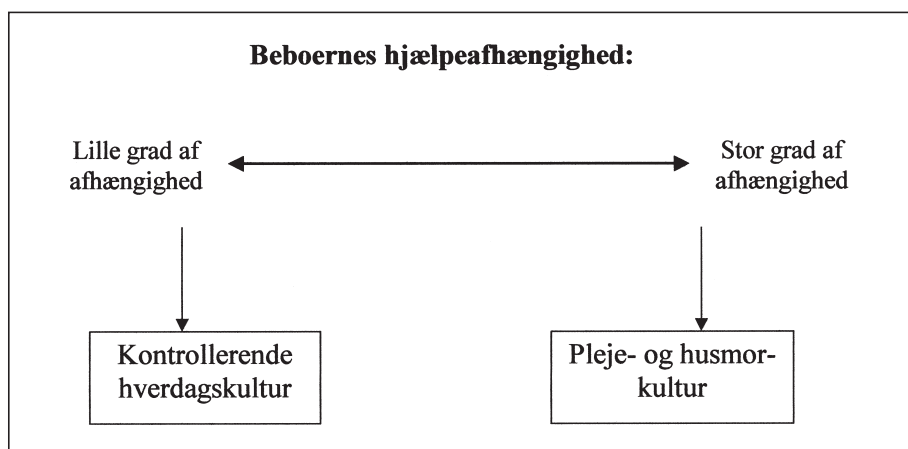 Beboernes hjælpeafhængighed:
Lille grad af
afhængighed
Stor grad af
afhængighed
Kontrollerende
hverdagskultur
Pleje- og husmor-
kultur